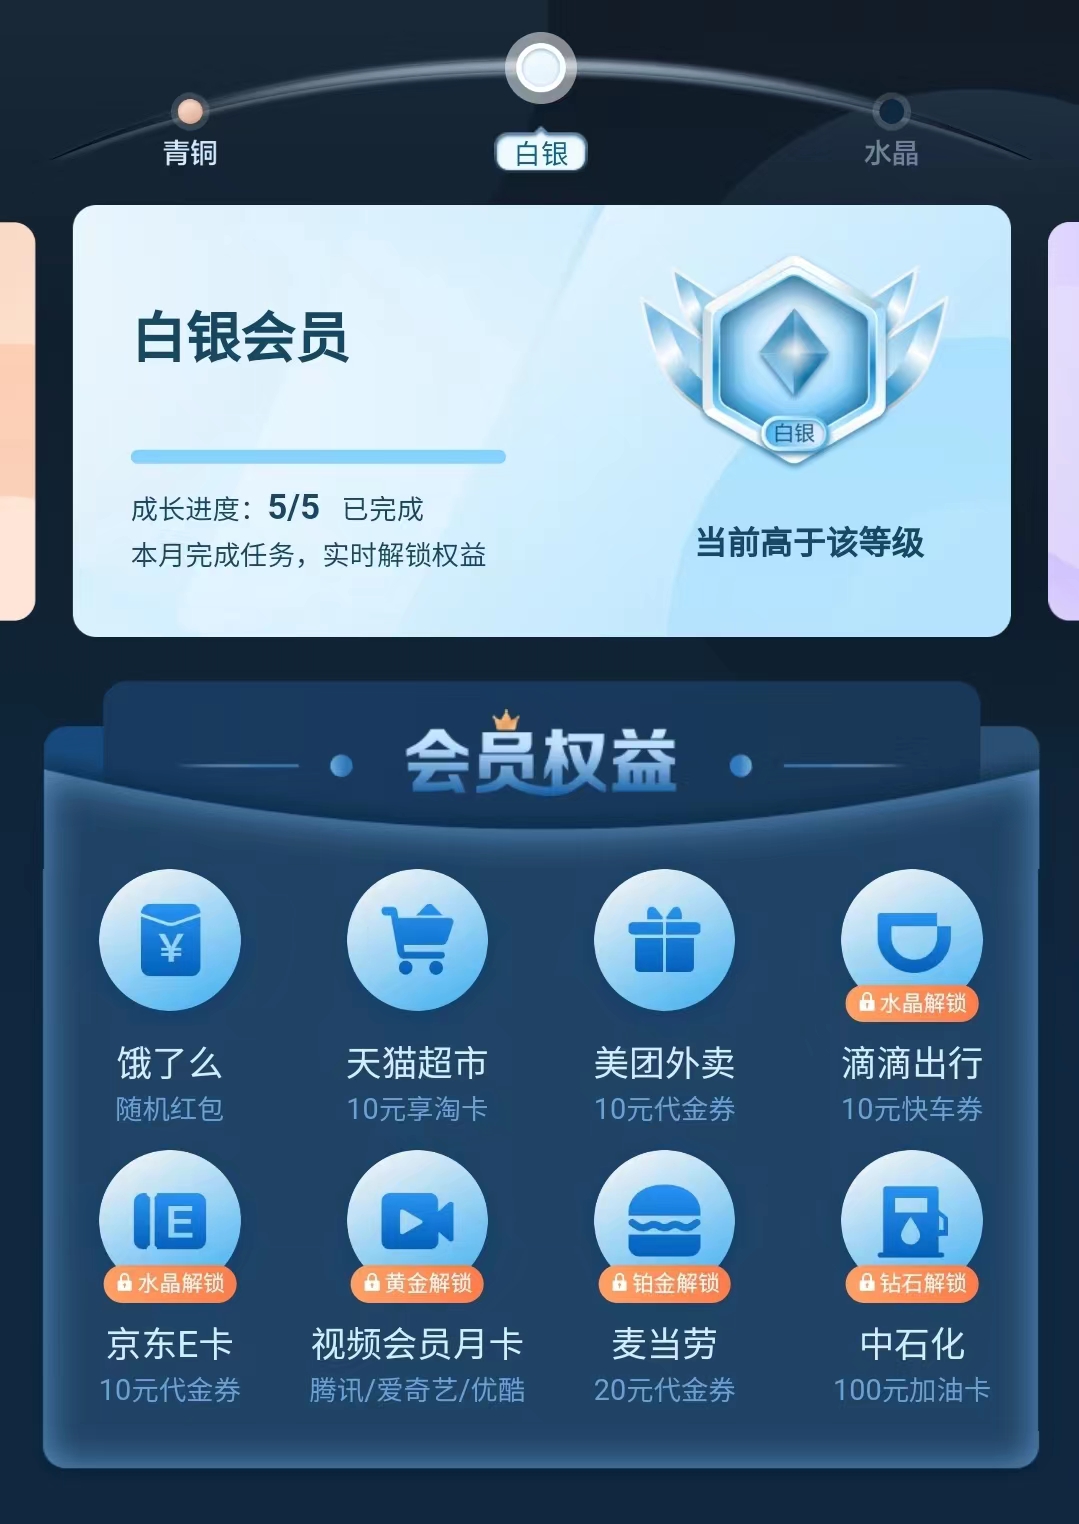 青铜 白银 水晶
白银会员
白银
成长进度：5/5 已完成
本月完成任务，实时解锁权益
当前高于该等级
会员权益
¥
水晶解锁
饿了么 天猫超市 美团外卖 滴滴出行
随机红包 10元享淘卡 10元代金券 10元快车券
E
水晶解锁 黄金解锁 铂金解锁 钻石解锁
京东E卡 视频会员月卡 麦当劳 中石化
10元代金券 腾讯/爱奇艺/优酷 20元代金券 100元加油卡